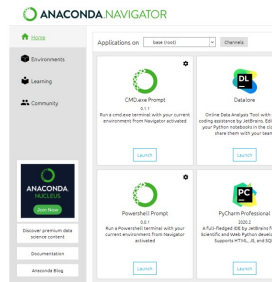 ANACONDA.NAVIGATOR
Home
Environments
Learning
Community
Applications on
base (root)
Channels
CMD.exe Prompt
0.1.1
Run a cmd.exe terminal with your current
environment from Navigator activated
Launch
DL
Datalore
Online Data Analysis Tool with
coding assistance by JetBrains. Edit
your Python notebooks in the clo
share them with your team
Launch
Powershell Prompt
0.0.1
Run a Powershell terminal with your
current environment from Navigator
activated
Launch
PC
PyCharm Professional
2020.2
A full-fledged IDE by JetBrains f
Scientific and Web Python develo
Supports HTML, JS, and SQ
Launch
ANACONDA.
NUCLEUS
Join Now
Discover premium data
science content
Documentation
Anaconda Blog